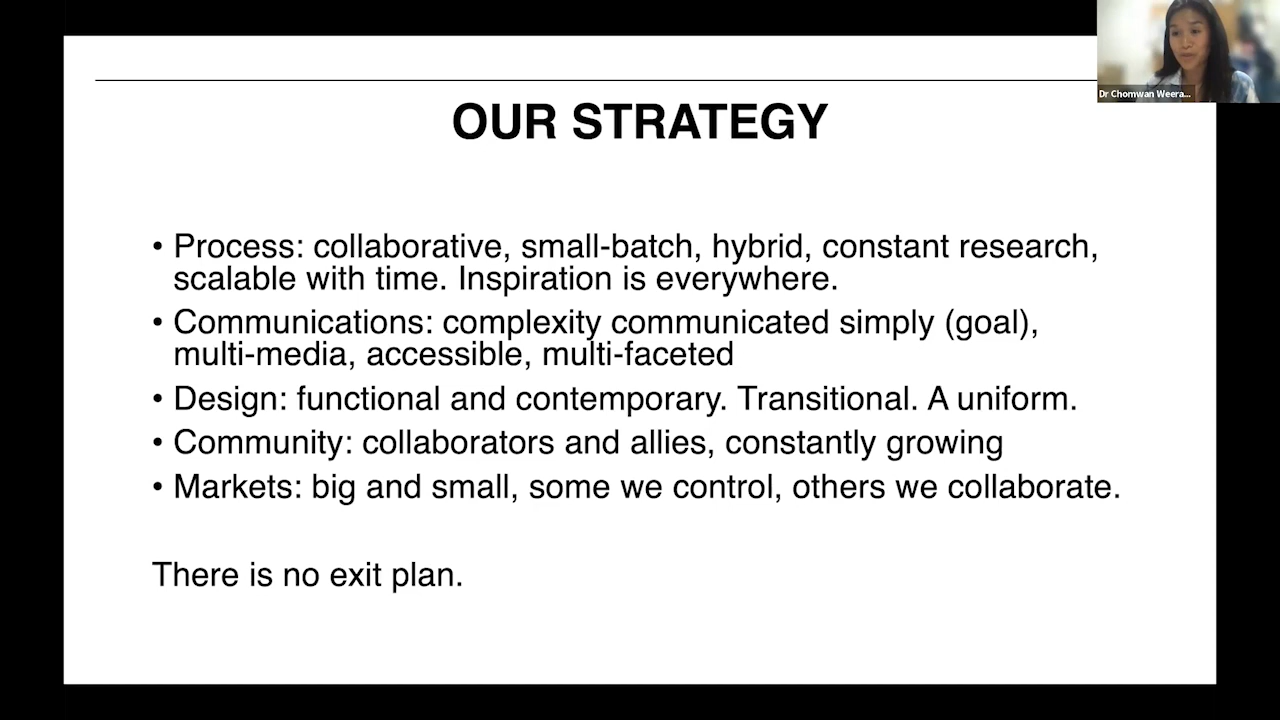 Dr Chomwan Weera...
OUR STRATEGY
• Process: collaborative, small-batch, hybrid, constant research,
scalable with time. Inspiration is everywhere.
• Communications: complexity communicated simply (goal),
multi-media, accessible, multi-faceted
• Design: functional and contemporary. Transitional. A uniform.
• Community: collaborators and allies, constantly growing
• Markets: big and small, some we control, others we collaborate.
There is no exit plan.